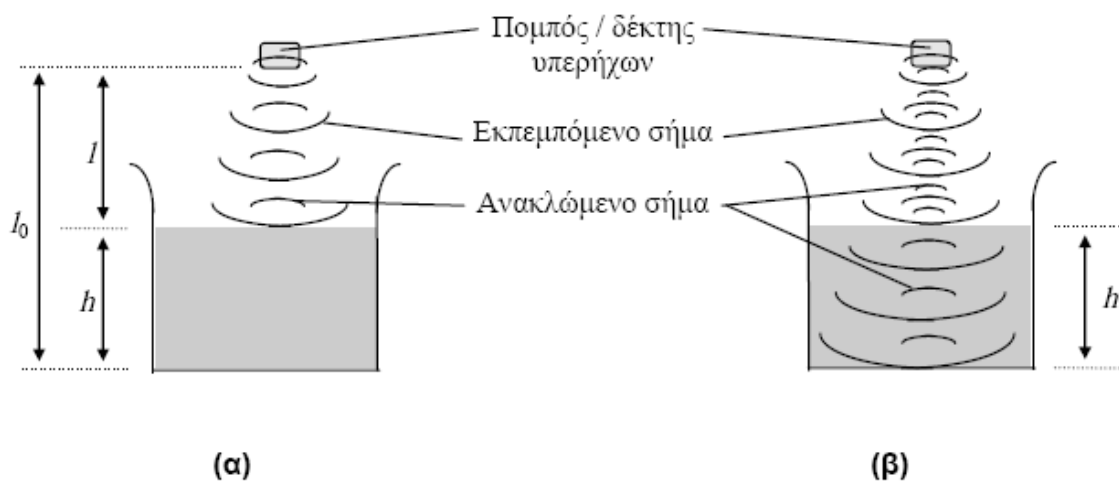 Πομπός / δέκτης
υπερήχων
l
Εκπεμπόμενο σήμα
l₀
Ανακλώμενο σήμα
h
h
(α)
(β)